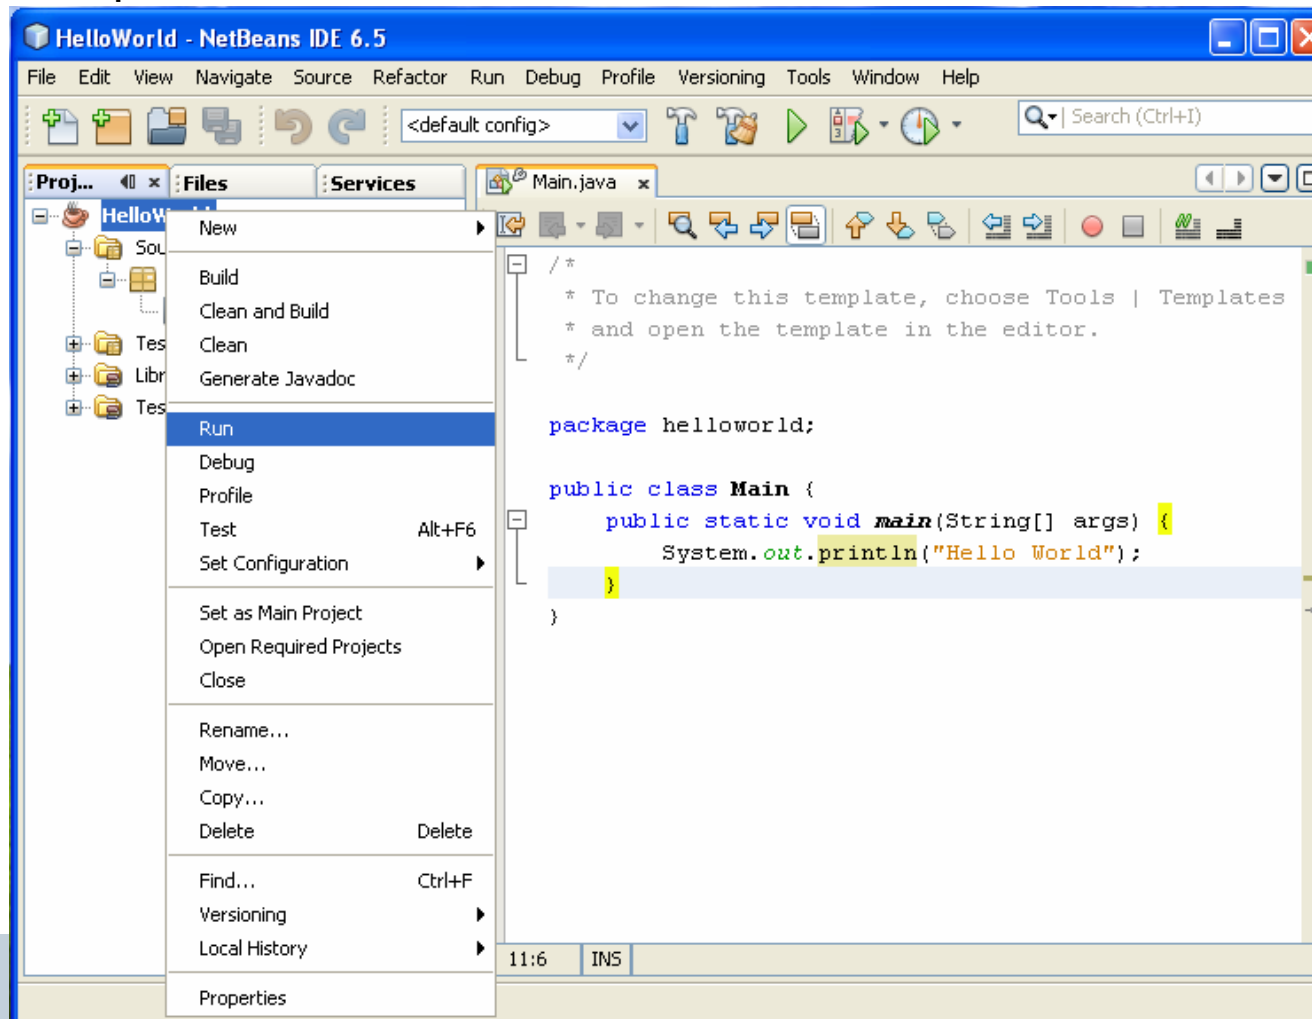 HelloWorld - NetBeans IDE 6.5
File Edit View Navigate Source Refactor Run Debug Profile Versioning Tools Window Help
<default config>
Search (Ctrl+I)
Proj... Files Services
Main.java
HelloW
Sou
Tes
Libr
Tes
New
Build
Clean and Build
Clean
Generate Javadoc
Run
Debug
Profile
Test Alt+F6
Set Configuration
Set as Main Project
Open Required Projects
Close
Rename...
Move...
Copy...
Delete Delete
Find... Ctrl+F
Versioning
Local History
Properties
/*
* To change this template, choose Tools | Templates
* and open the template in the editor.
*/
package helloworld;
public class Main {
public static void main(String[] args) {
System.out.println("Hello World");
}
}
11:6 INS